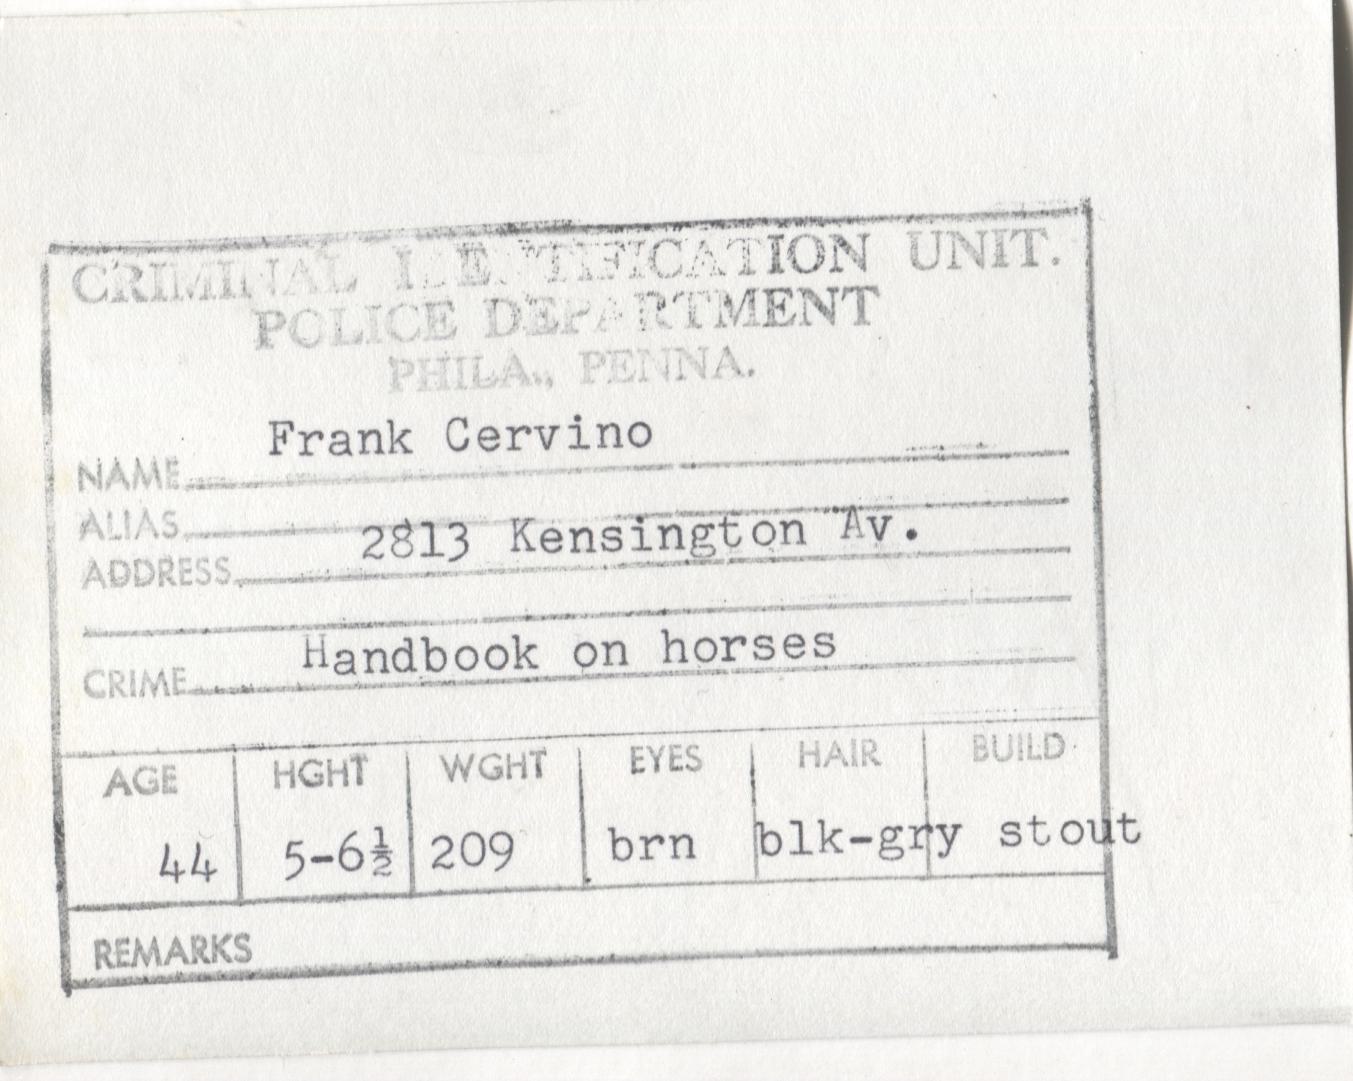 CRIMINAL IDENTIFICATION UNIT.
POLICE DEPARTMENT
PHILA., PENNA.
NAME Frank Cervino
ALIAS
ADDRESS 2813 Kensington Av.
CRIME Handbook on horses
AGE HGHT WGHT EYES HAIR BUILD
44 5-6½ 209 brn blk-gry stout
REMARKS